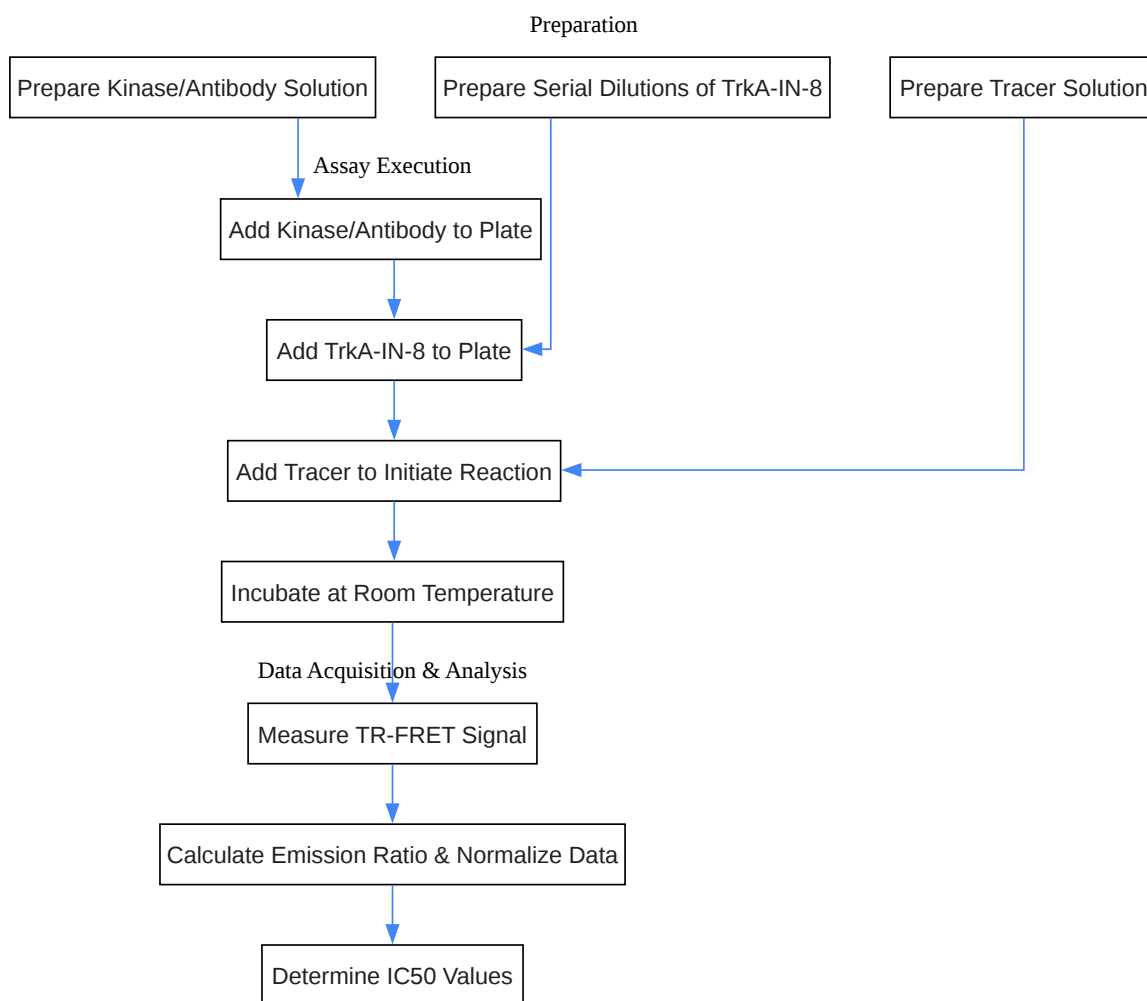 Preparation
Prepare Kinase/Antibody Solution
Prepare Serial Dilutions of TrkA-IN-8
Prepare Tracer Solution
Assay Execution
Add Kinase/Antibody to Plate
Add TrkA-IN-8 to Plate
Add Tracer to Initiate Reaction
Incubate at Room Temperature
Data Acquisition & Analysis
Measure TR-FRET Signal
Calculate Emission Ratio & Normalize Data
Determine IC50 Values